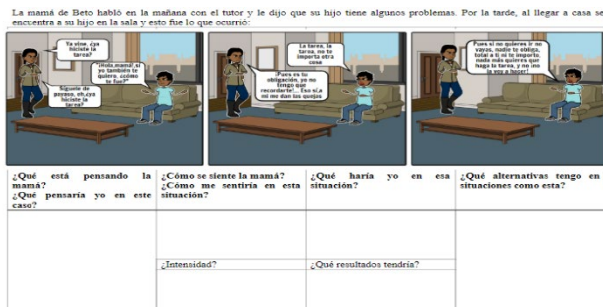 La mamá de Beto habló en la mañana con el tutor y le dijo que su hijo tiene algunos problemas. Por la tarde, al llegar a casa se
encuentra a su hijo en la sala y esto fue lo que ocurrió:
Ya vine, ¿ya
hiciste la
tarea?
"¡Hola,mamá!,si
yo también te
quiero, ¿cómo
te fue?"
Síguele de
payaso, eh,¿ya
hiciste la
tarea?
La tarea, la
tarea, no te
importa otra
cosa
¡Pues es tu
obligación, yo no
tengo que
recordarte!... Eso sí,a
mí me dan las quejas
Pues si no quieres ir no
vayas, nadie te obliga,
total a ti ni te importo,
nada más quieres que
haga la tarea, y ¡no
la voy a hacer!
¿Qué está pensando la
mamá?
¿Qué pensaría yo en este
caso?
¿Cómo se siente la mamá?
¿Cómo me sentiría en esta
situación?
¿Qué haría yo en esa
situación?
¿Qué alternativas tengo en
situaciones como esta?
¿Intensidad?
¿Qué resultados tendría?